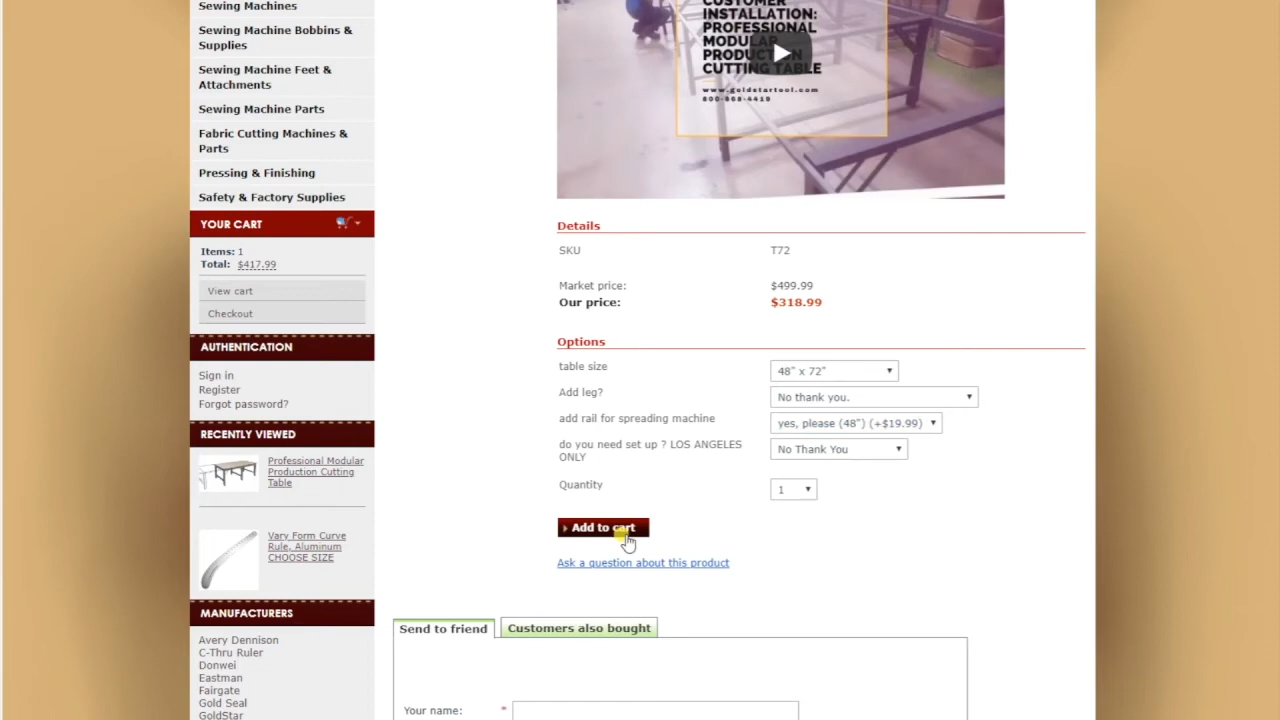 Sewing Machines
Sewing Machine Bobbins &
Supplies
Sewing Machine Feet &
Attachments
Sewing Machine Parts
Fabric Cutting Machines &
Parts
Pressing & Finishing
Safety & Factory Supplies
YOUR CART
Items: 1
Total: $417.99
View cart
Checkout
AUTHENTICATION
Sign in
Register
Forgot password?
RECENTLY VIEWED
Professional Modular
Production Cutting
Table
Vary Form Curve
Rule, Aluminum
CHOOSE SIZE
MANUFACTURERS
Avery Dennison
C-Thru Ruler
Donwei
Eastman
Fairgate
Gold Seal
GoldStar
CUSTOMER
INSTALLATION:
PROFESSIONAL
MODULAR
PRODUCTION
CUTTING TABLE
www.goldstartool.com
800-868-4419
Details
SKU T72
Market price: $499.99
Our price: $318.99
Options
table size 48" x 72"
Add leg? No thank you.
add rail for spreading machine yes, please (48") (+$19.99)
do you need set up ? LOS ANGELES
ONLY No Thank You
Quantity 1
Add to cart
Ask a question about this product
Send to friend Customers also bought
Your name: *